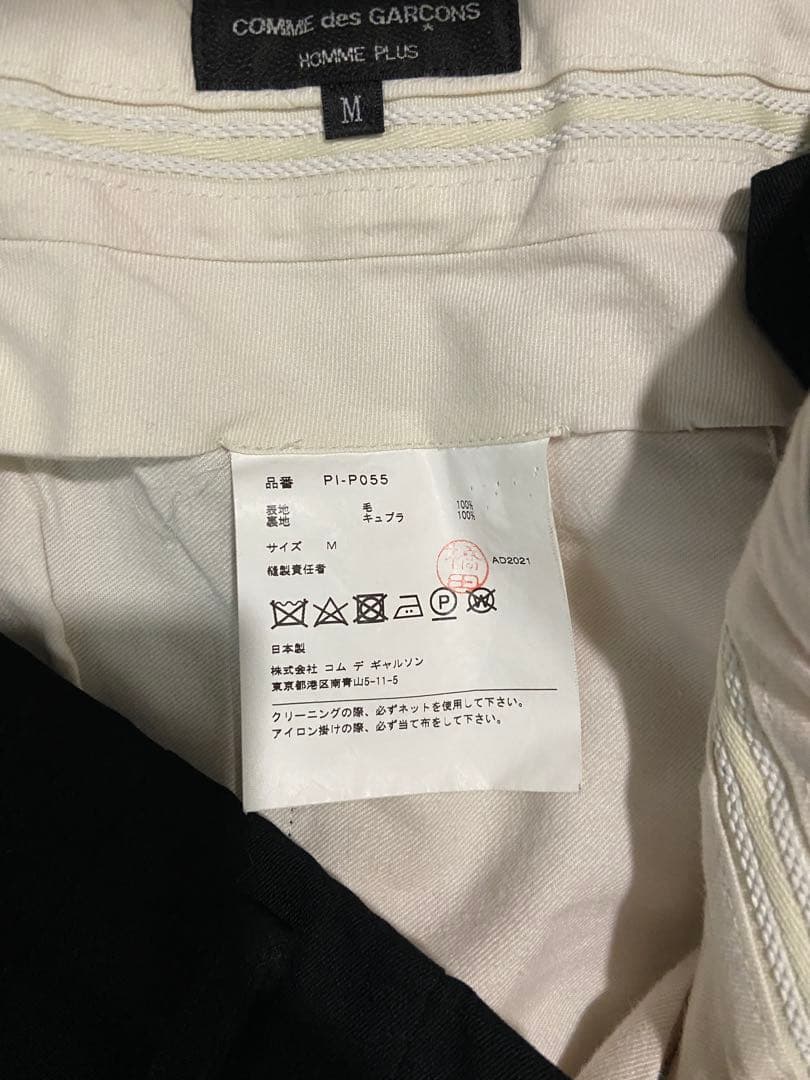 COMME des GARÇONS
HOMME PLUS
M
品番 PI-P055
表地 毛 100%
裏地 キュプラ 100%
サイズ M
縫製責任者 AD2021
P W
日本製
株式会社 コム デ ギャルソン
東京都港区南青山5-11-5
クリーニングの際、必ずネットを使用して下さい。
アイロン掛けの際、必ず当て布をして下さい。